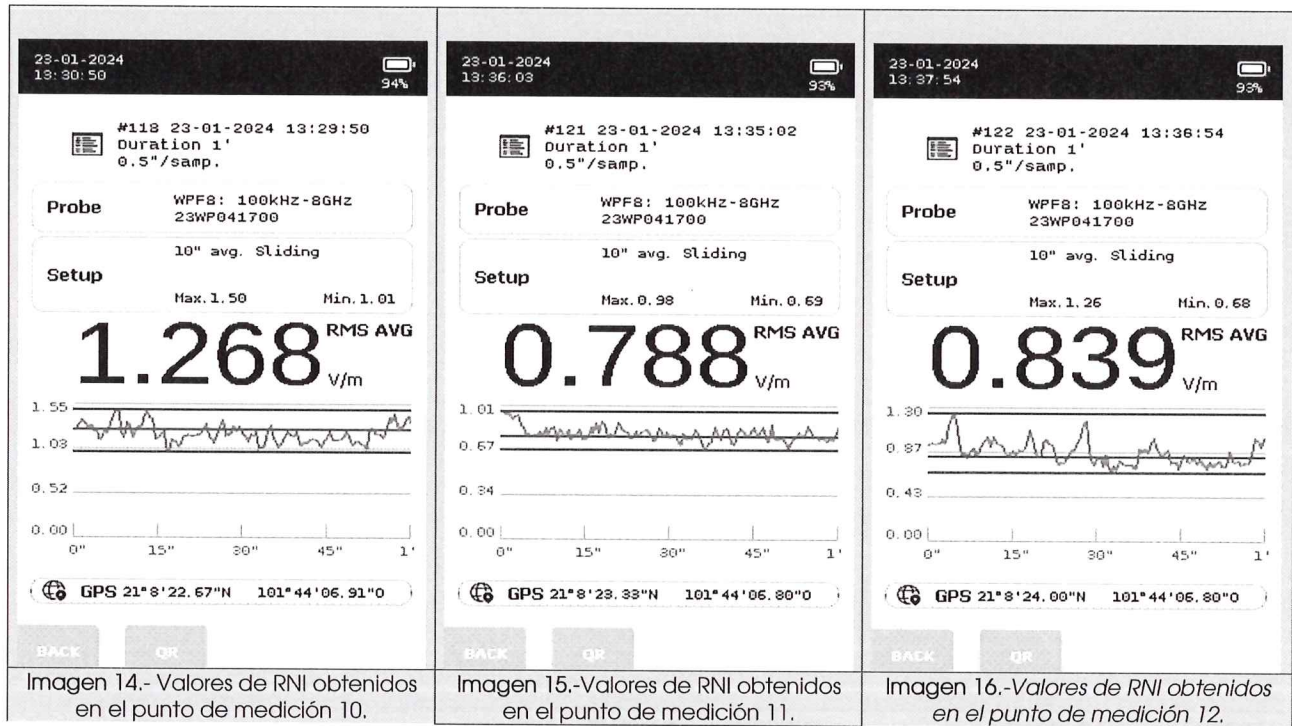 23-01-2024
13:30:50
94%
#118 23-01-2024 13:29:50
Duration 1'
0.5"/samp.
Probe
WPF8: 100kHz-8GHz
23WP041700
Setup
10" avg. Sliding
Max.1.50 Min.1.01
1.268 RMS AVG
V/m
1.55
1.03
0.52
0.00
0" 15" 30" 45" 1'
GPS 21°8'22.67"N 101°44'06.91"O
BACK QR
Imagen 14.- Valores de RNI obtenidos
en el punto de medición 10.
23-01-2024
13:36:03
93%
#121 23-01-2024 13:35:02
Duration 1'
0.5"/samp.
Probe
WPF8: 100kHz-8GHz
23WP041700
Setup
10" avg. Sliding
Max.0.98 Min.0.69
0.788 RMS AVG
V/m
1.01
0.67
0.34
0.00
0" 15" 30" 45" 1'
GPS 21°8'23.33"N 101°44'06.80"O
BACK QR
Imagen 15.-Valores de RNI obtenidos
en el punto de medición 11.
23-01-2024
13:37:54
93%
#122 23-01-2024 13:36:54
Duration 1'
0.5"/samp.
Probe
WPF8: 100kHz-8GHz
23WP041700
Setup
10" avg. Sliding
Max.1.26 Min.0.68
0.839 RMS AVG
V/m
1.30
0.87
0.43
0.00
0" 15" 30" 45" 1'
GPS 21°8'24.00"N 101°44'06.80"O
BACK QR
Imagen 16.-Valores de RNI obtenidos
en el punto de medición 12.